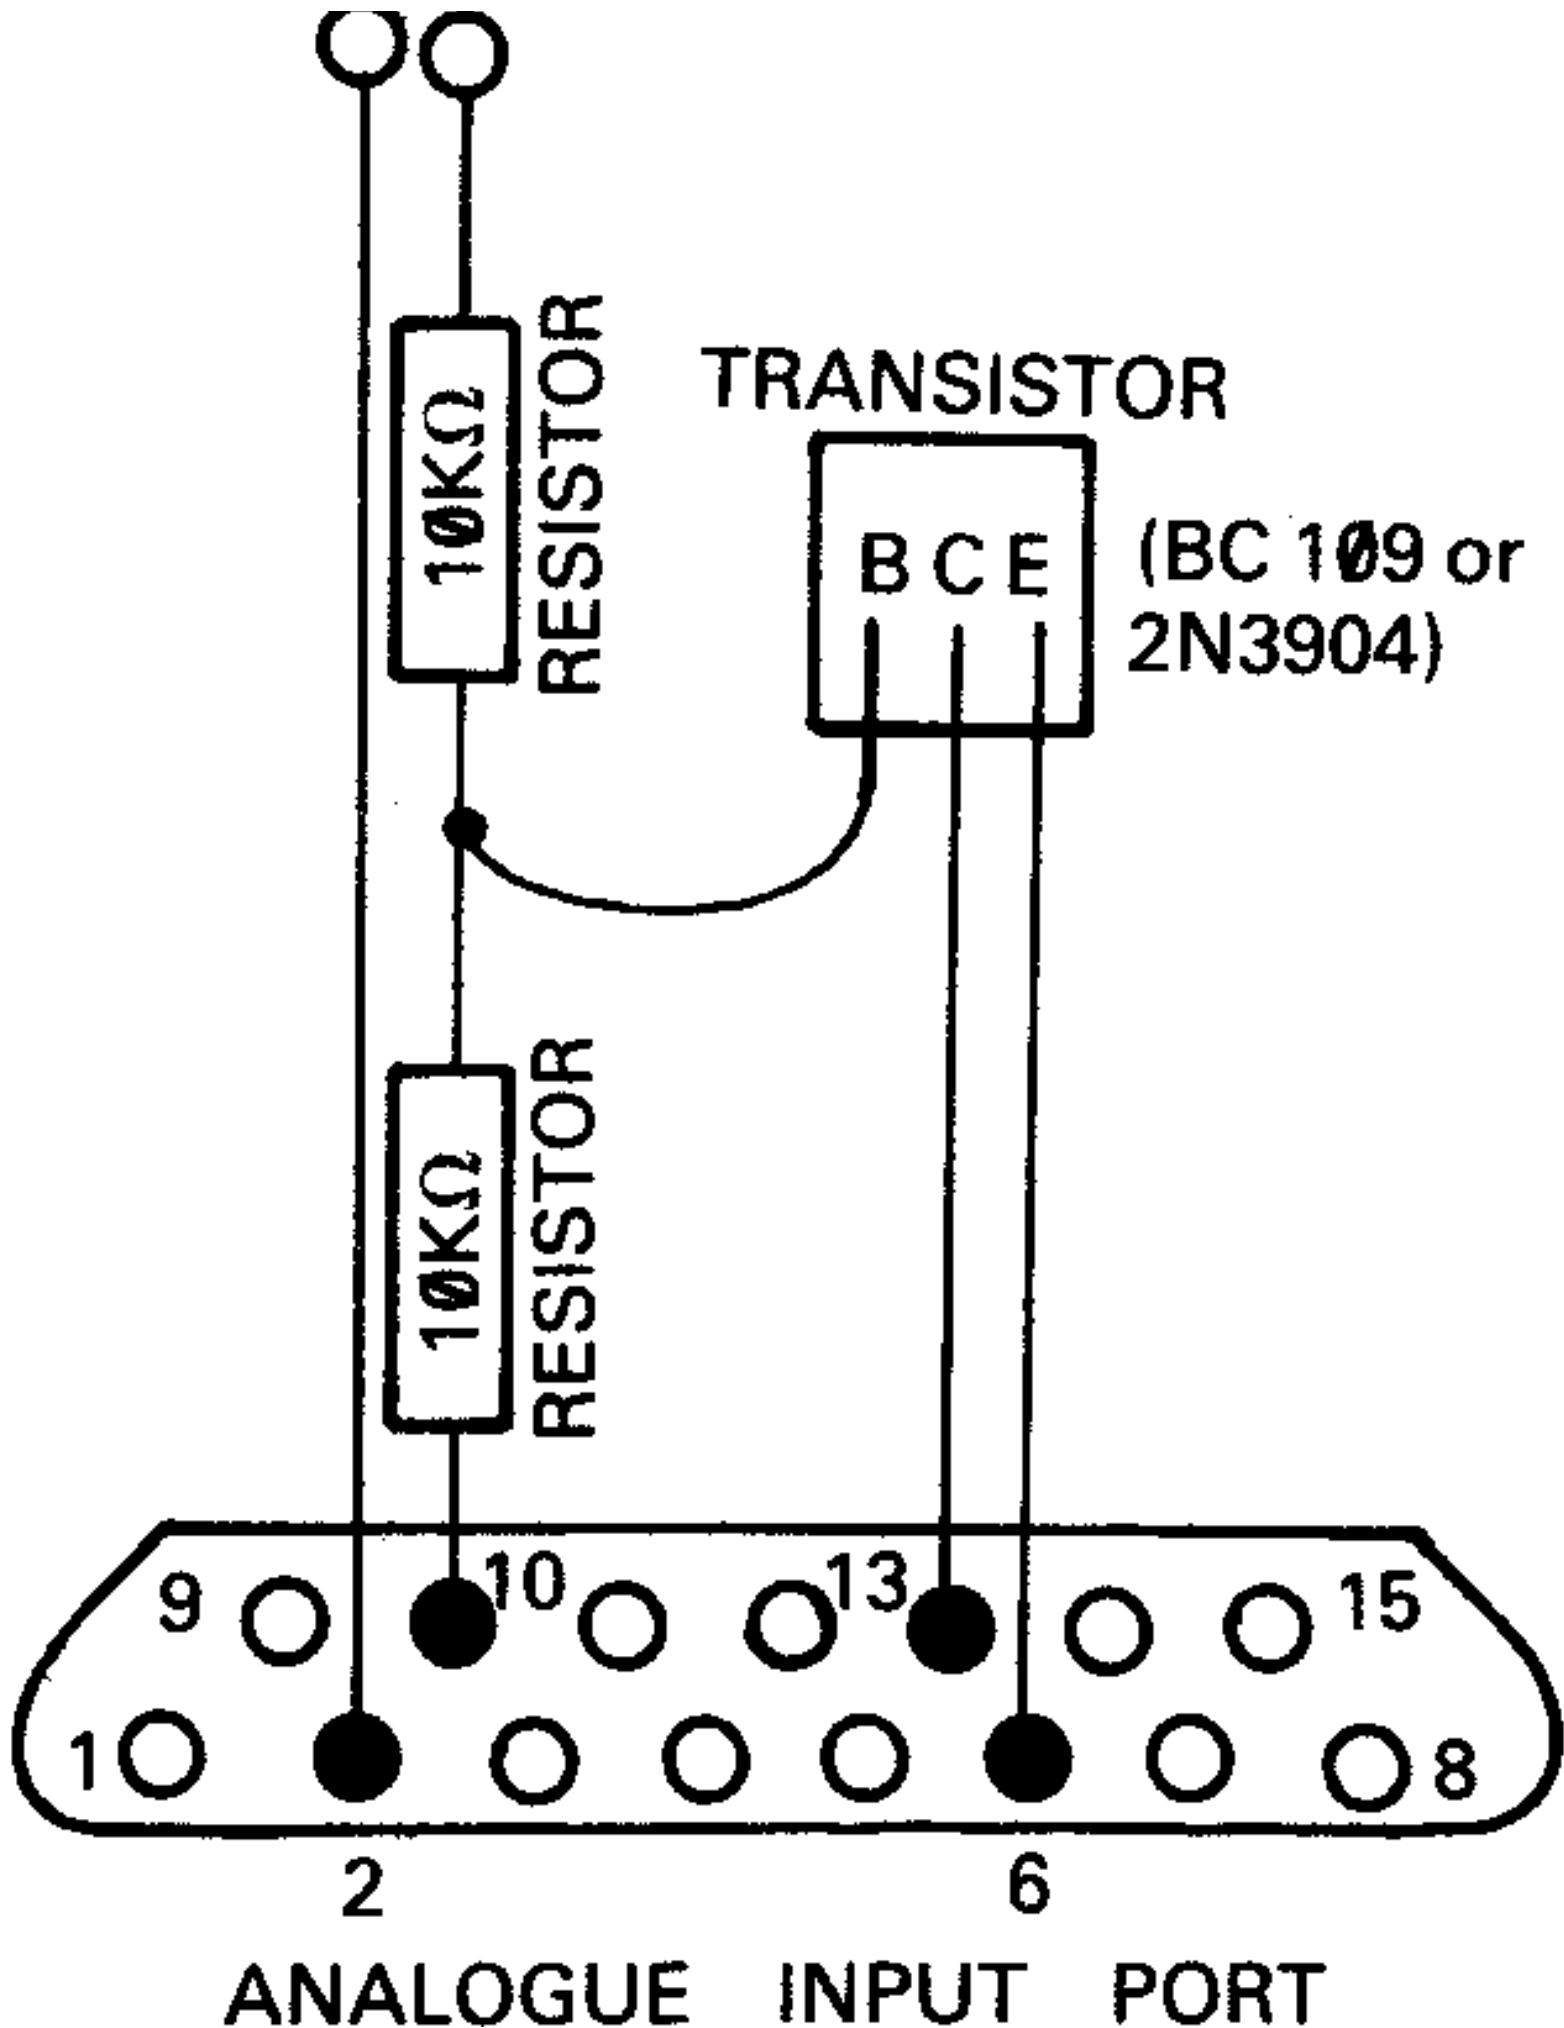 10KΩ
RESISTOR
TRANSISTOR
B C E
(BC 109 or
2N3904)
10KΩ
RESISTOR
9 10 13 15
1 8
2 6
ANALOGUE INPUT PORT